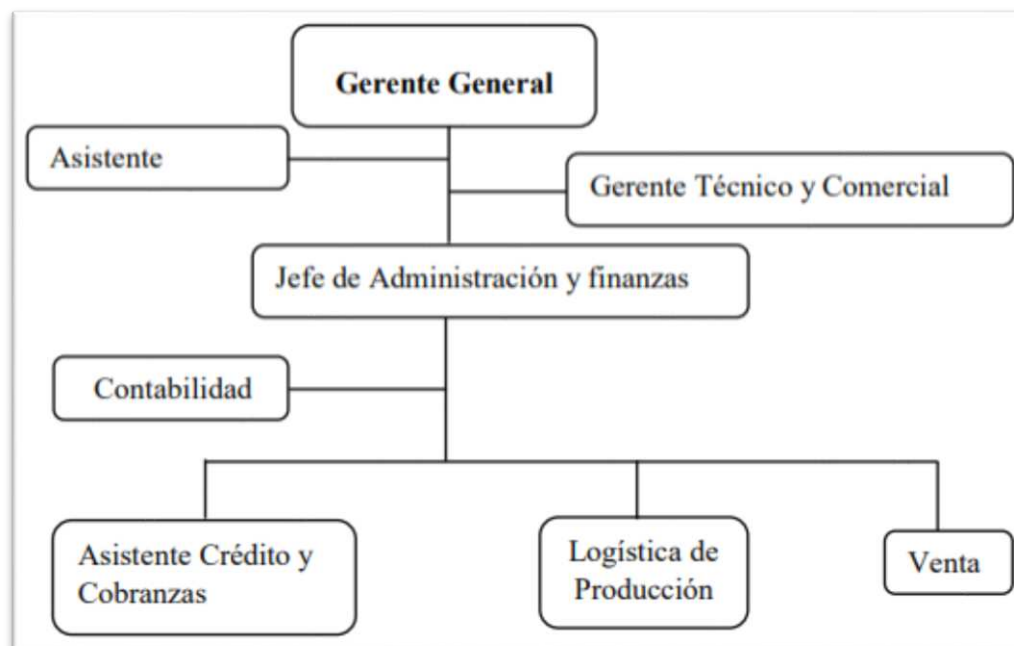 Gerente General
Asistente
Gerente Técnico y Comercial
Jefe de Administración y finanzas
Contabilidad
Asistente Crédito y
Cobranzas
Logística de
Producción
Venta